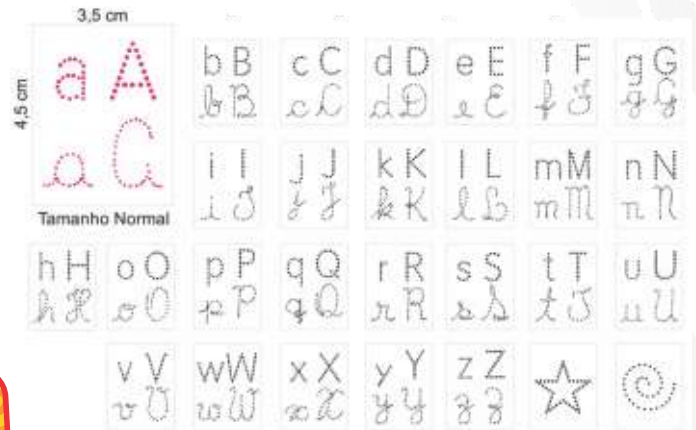 3,5 cm
4,5 cm
a A
a A
Tamanho Normal
b B c C d D e E f F g G
b B c C d D e E f F g G
i I j J k K l L m M n N
i I j J k K l L m M n N
h H o O p P q Q r R s S t T u U
h H o O p P q Q r R s S t T u U
v V w W x X y Y z Z
v V w W x X y Y z Z